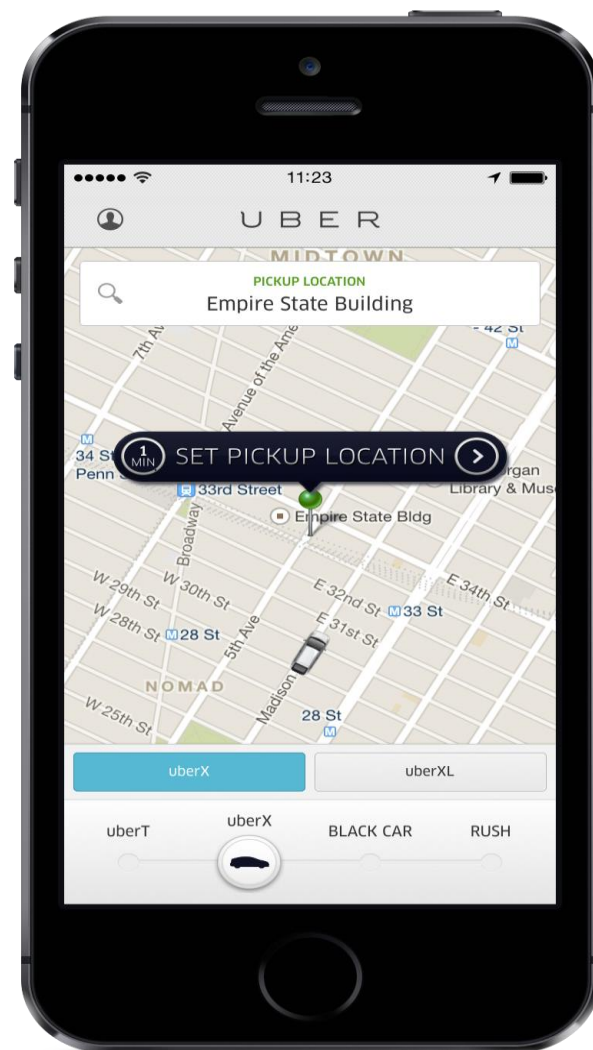 11:23
U B E R
MIDTOWN
PICKUP LOCATION
Empire State Building
7th Av
Avenue of the Ame
- 42 St
M
M
34 S
Penn S
1
MIN
SET PICKUP LOCATION
rgan
Library & Mus
33rd Street
Empire State Bldg
Broadway
W 29th St
W 30th St
E 32nd St
E 34th St
W 28th St
M 28 St
M 33 St
E 31st St
5th Ave
NOMAD
Madison
W 25th St
28 St
M
uberX
uberXL
uberT
uberX
BLACK CAR
RUSH